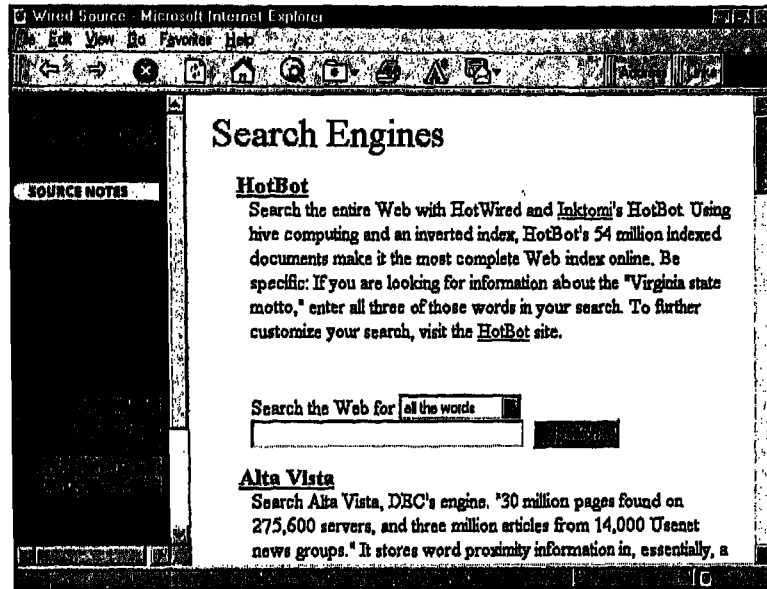 Wired Source - Microsoft Internet Explorer
Edit View Go Favorites Help
Search Engines
SOURCE NOTES
HotBot
Search the entire Web with HotWired and Inktomi's HotBot. Using
hive computing and an inverted index, HotBot's 54 million indexed
documents make it the most complete Web index online. Be
specific: If you are looking for information about the "Virginia state
motto," enter all three of those words in your search. To further
customize your search, visit the HotBot site.
Search the Web for all the words
Alta Vista
Search Alta Vista, DEC's engine. "30 million pages found on
275,600 servers, and three million articles from 14,000 Usenet
news groups." It stores word proximity information in, essentially, a